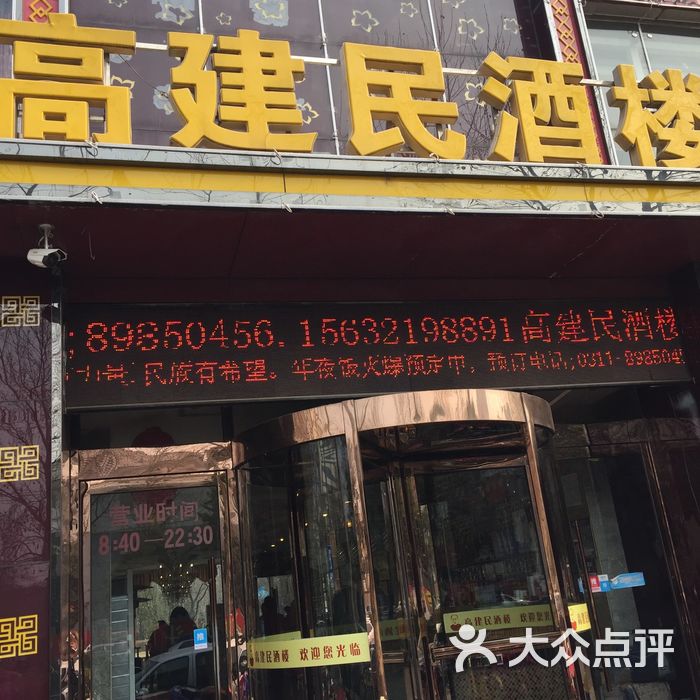 高建民酒楼
:89850456.15632198891高建民酒楼
民族有希望。年夜饭火爆预定中，预订电话:0311-898504
营业时间
8:40—22:30
高建民酒楼 欢迎您光临
高建民酒楼 欢迎您光临
大众点评